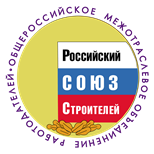 ОБЩЕРОССИЙСКОЕ МЕЖОТРАСЛЕВОЕ ОБЪЕДИНЕНИЕ РАБОТОДАТЕЛЕЙ •
РОССИЙСКИЙ
СОЮЗ
СТРОИТЕЛЕЙ